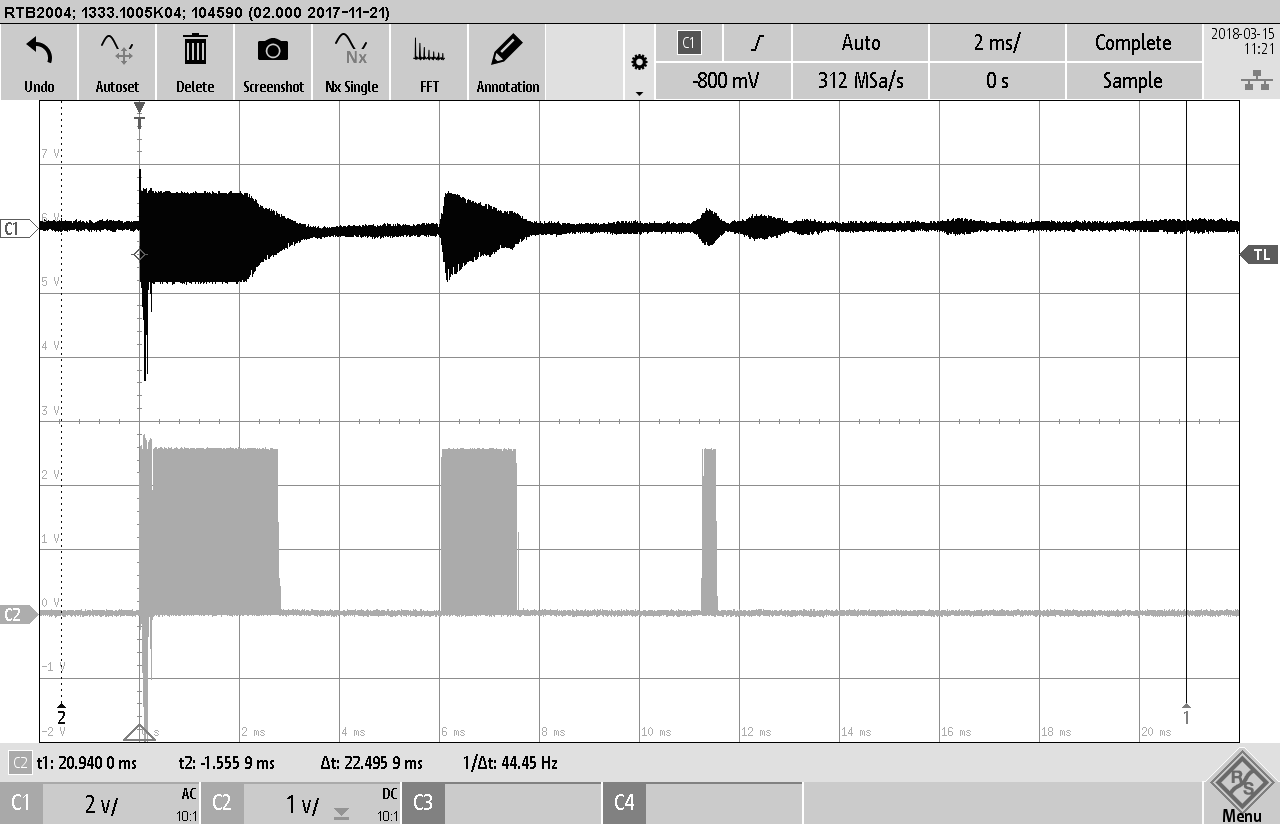 RTB2004; 1333.1005K04; 104590 (02.000 2017-11-21)
Undo Autoset Delete Screenshot Nx Single FFT Annotation
Nx
C1 Auto 2 ms/ Complete
-800 mV 312 MSa/s 0 s Sample
2018-03-15
11:21
T
7 V
6 V
C1
TL
5 V
4 V
3 V
2 V
1 V
0 V
C2
-1 V
2 1
-2 V 0 s 2 ms 4 ms 6 ms 8 ms 10 ms 12 ms 14 ms 16 ms 18 ms 20 ms
C2 t1: 20.940 0 ms t2: -1.555 9 ms Δt: 22.495 9 ms 1/Δt: 44.45 Hz
C1 2 V/ AC 10:1 C2 1 V/ DC 10:1 C3 C4
R S
Menu